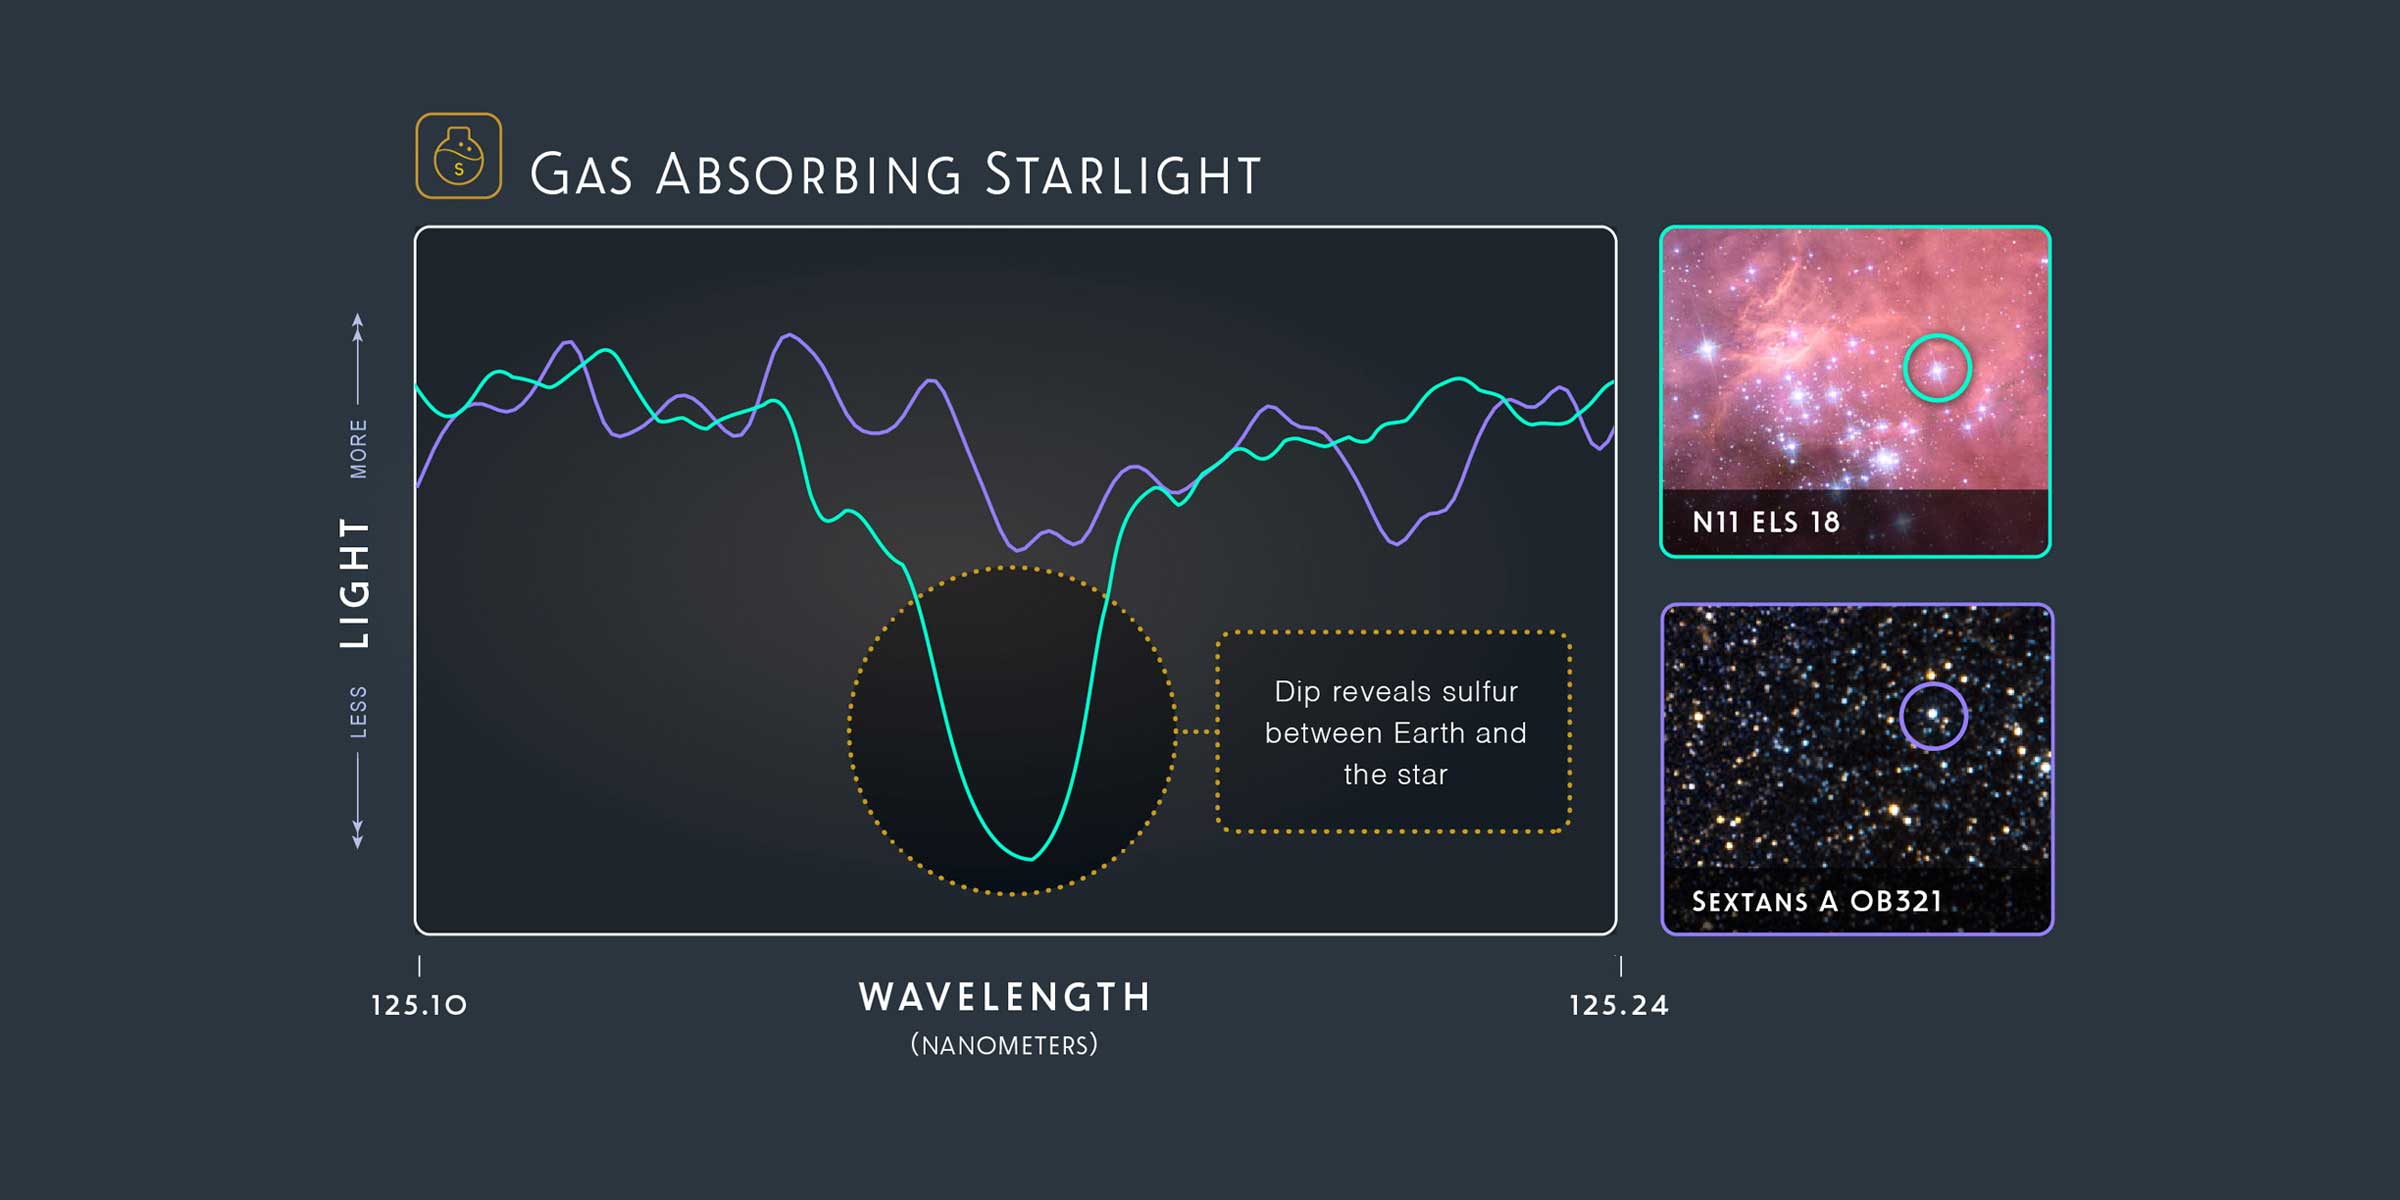 S
Gas Absorbing Starlight
MORE
LIGHT
LESS
Dip reveals sulfur
between Earth and
the star
N11 ELS 18
Sextans A OB321
125.10
WAVELENGTH
(NANOMETERS)
125.24